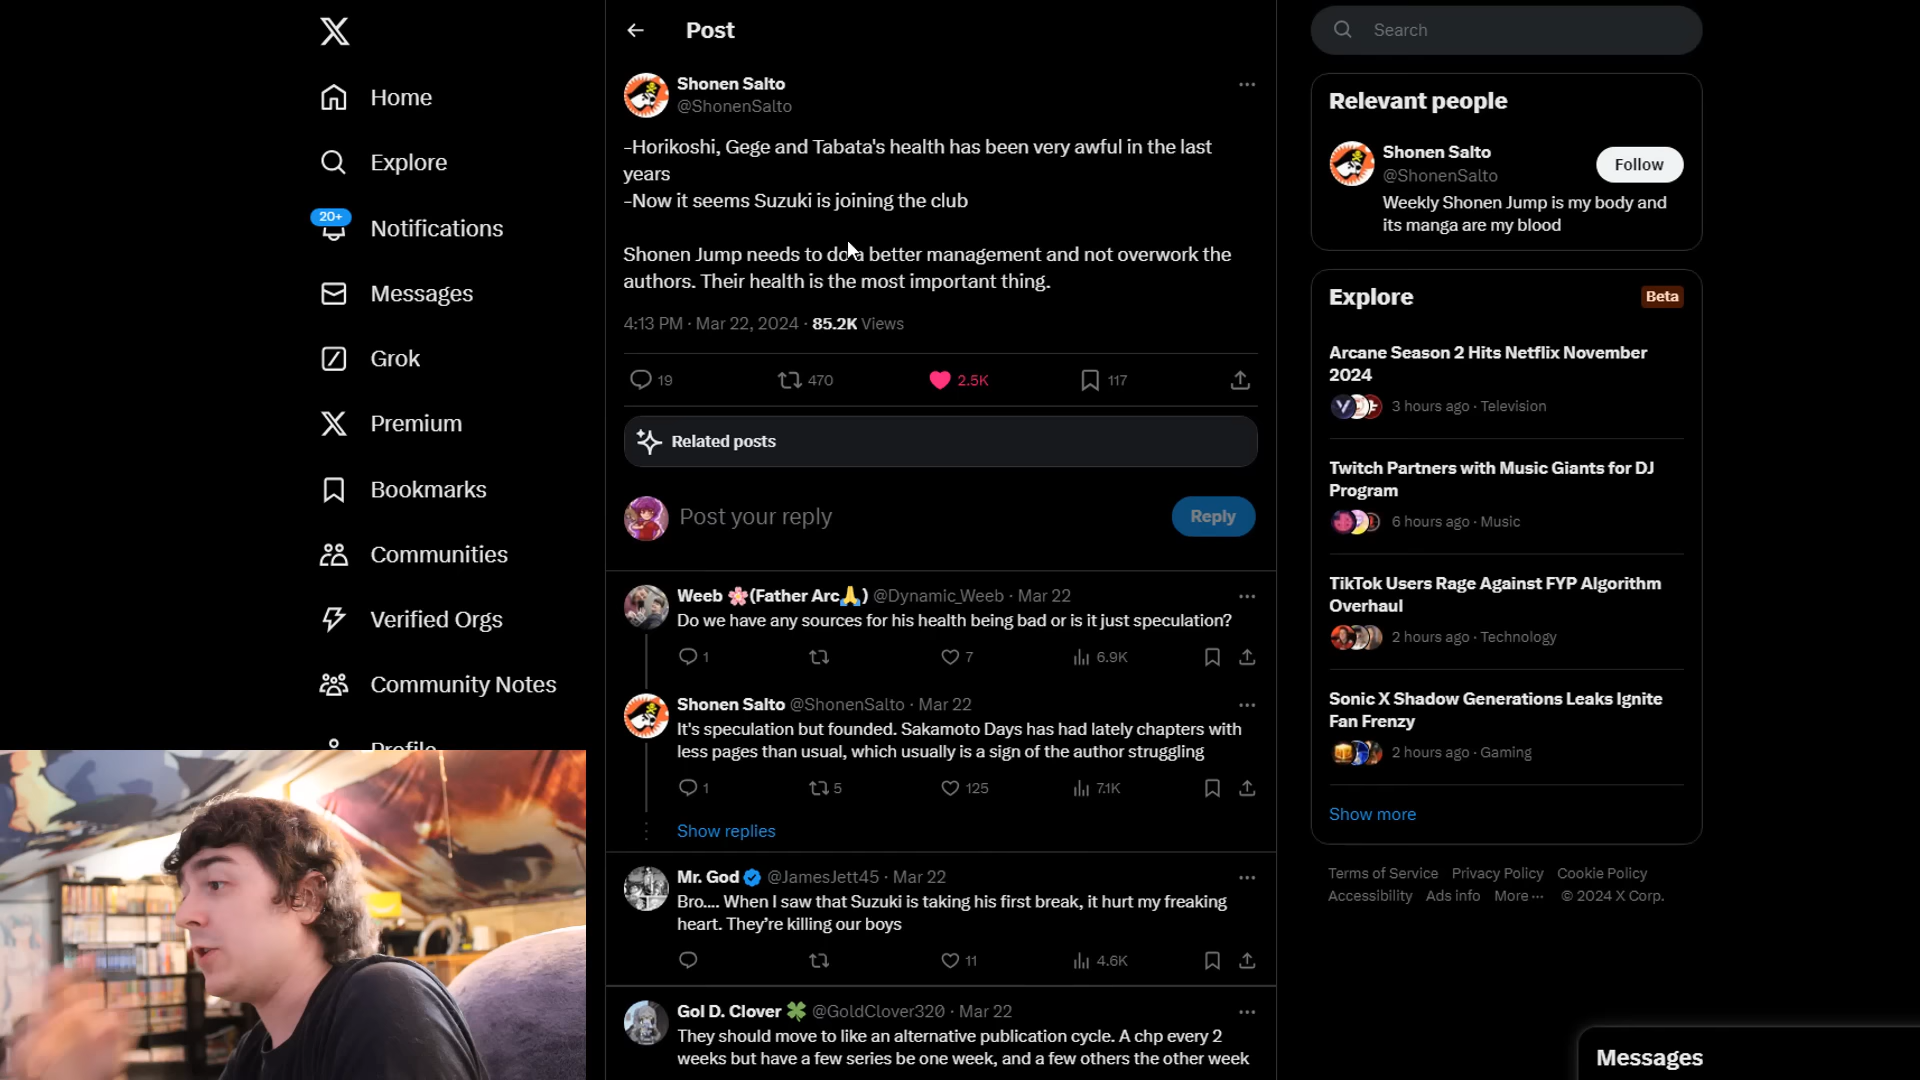 Home
Explore
20+
Notifications
Messages
Grok
Premium
Bookmarks
Communities
Verified Orgs
Community Notes
Profile
Post
Shonen Salto
@ShonenSalto
-Horikoshi, Gege and Tabata's health has been very awful in the last
years
-Now it seems Suzuki is joining the club
Shonen Jump needs to do a better management and not overwork the
authors. Their health is the most important thing.
4:13 PM · Mar 22, 2024 · 85.2K Views
19 470 2.5K 117
Related posts
Post your reply
Reply
Weeb 🌸(Father Arc🙏) @Dynamic_Weeb · Mar 22
Do we have any sources for his health being bad or is it just speculation?
1 7 6.9K
Shonen Salto @ShonenSalto · Mar 22
It's speculation but founded. Sakamoto Days has had lately chapters with
less pages than usual, which usually is a sign of the author struggling
1 5 125 7.1K
Show replies
Mr. God @JamesJett45 · Mar 22
Bro.... When I saw that Suzuki is taking his first break, it hurt my freaking
heart. They’re killing our boys
11 4.6K
Gol D. Clover 🍀 @GoldClover320 · Mar 22
They should move to like an alternative publication cycle. A chp every 2
weeks but have a few series be one week, and a few others the other week
Search
Relevant people
Shonen Salto
@ShonenSalto
Follow
Weekly Shonen Jump is my body and
its manga are my blood
Explore
Beta
Arcane Season 2 Hits Netflix November
2024
3 hours ago · Television
Twitch Partners with Music Giants for DJ
Program
6 hours ago · Music
TikTok Users Rage Against FYP Algorithm
Overhaul
2 hours ago · Technology
Sonic X Shadow Generations Leaks Ignite
Fan Frenzy
2 hours ago · Gaming
Show more
Terms of Service Privacy Policy Cookie Policy
Accessibility Ads info More ··· © 2024 X Corp.
Messages